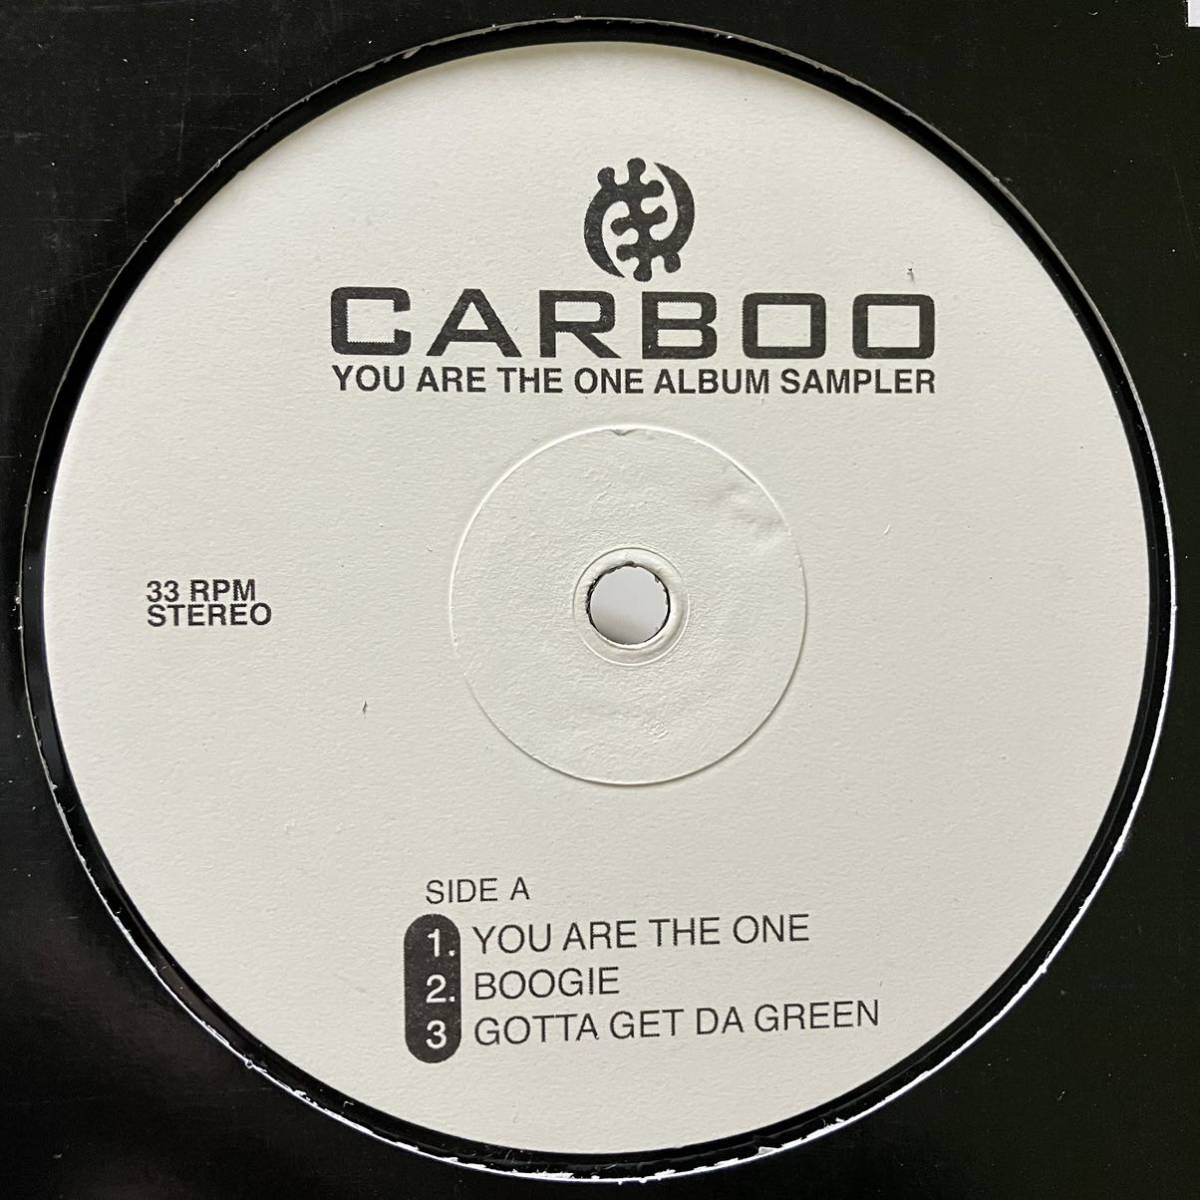 CARBOO
YOU ARE THE ONE ALBUM SAMPLER
33 RPM
STEREO
SIDE A
1. YOU ARE THE ONE
2. BOOGIE
3 GOTTA GET DA GREEN